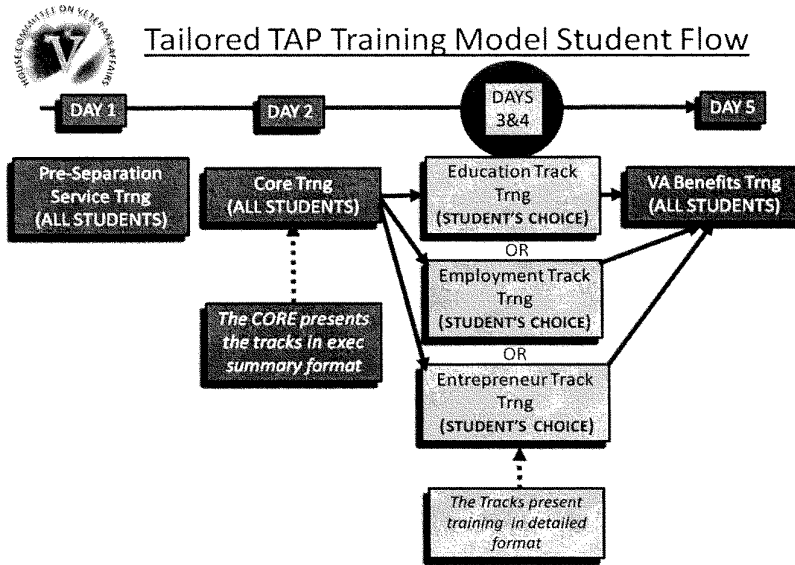 HOUSE COMMITTEE ON VETERANS AFFAIRS
V
Tailored TAP Training Model Student Flow
DAY 1
DAY 2
DAYS
3&4
DAY 5
Pre-Separation
Service Trng
(ALL STUDENTS)
Core Trng
(ALL STUDENTS)
Education Track
Trng
(STUDENT'S CHOICE)
VA Benefits Trng
(ALL STUDENTS)
OR
Employment Track
Trng
(STUDENT'S CHOICE)
The CORE presents
the tracks in exec
summary format
OR
Entrepreneur Track
Trng
(STUDENT'S CHOICE)
The Tracks present
training in detailed
format